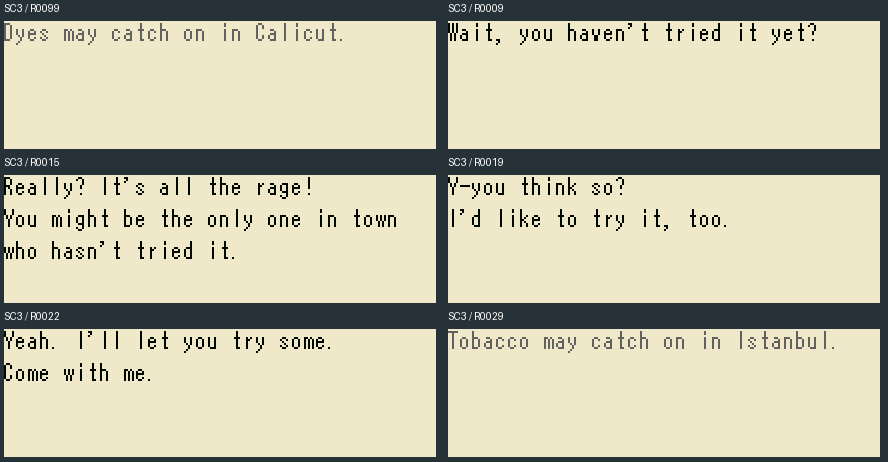 SC3/R0099
Dyes may catch on in Calicut.
SC3/R0009
Wait, you haven't tried it yet?
SC3/R0015
Really? It's all the rage!
You might be the only one in town
who hasn't tried it.
SC3/R0019
Y-you think so?
I'd like to try it, too.
SC3/R0022
Yeah. I'll let you try some.
Come with me.
SC3/R0029
Tobacco may catch on in Istanbul.